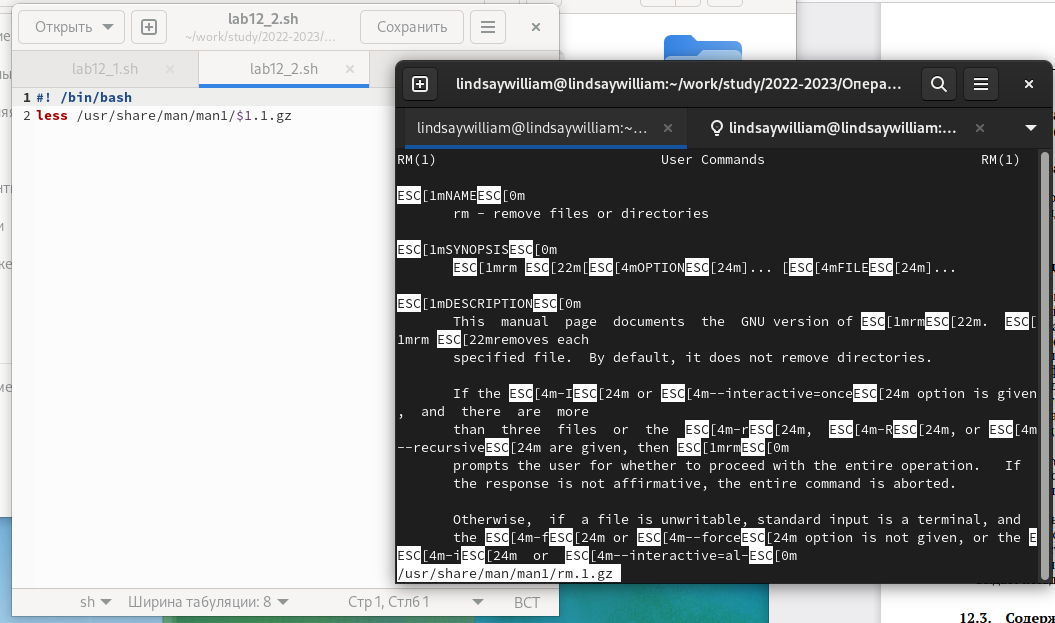 Открыть
lab12_2.sh
~/work/study/2022-2023/...
Сохранить
lab12_1.sh
lab12_2.sh
1 #! /bin/bash
2 less /usr/share/man/man1/$1.1.gz
sh
Ширина табуляции: 8
Стр 1, Стлб 1
ВСТ
lindsaywilliam@lindsaywilliam:~/work/study/2022-2023/Опера...
lindsaywilliam@lindsaywilliam:~...
lindsaywilliam@lindsaywilliam:...
RM(1) User Commands RM(1)
ESC[1mNAMEESC[0m
rm - remove files or directories
ESC[1mSYNOPSISESC[0m
ESC[1mrm ESC[22m[ESC[4mOPTIONESC[24m]... [ESC[4mFILEESC[24m]...
ESC[1mDESCRIPTIONESC[0m
This manual page documents the GNU version of ESC[1mrmESC[22m. ESC[
1mrm ESC[22mremoves each
specified file. By default, it does not remove directories.
If the ESC[4m-IESC[24m or ESC[4m--interactive=onceESC[24m option is given
, and there are more
than three files or the ESC[4m-rESC[24m, ESC[4m-RESC[24m, or ESC[4m
--recursiveESC[24m are given, then ESC[1mrmESC[0m
prompts the user for whether to proceed with the entire operation. If
the response is not affirmative, the entire command is aborted.
Otherwise, if a file is unwritable, standard input is a terminal, and
the ESC[4m-fESC[24m or ESC[4m--forceESC[24m option is not given, or the E
ESC[4m-iESC[24m or ESC[4m--interactive=al-ESC[0m
/usr/share/man/man1/rm.1.gz
12.3. Содерж